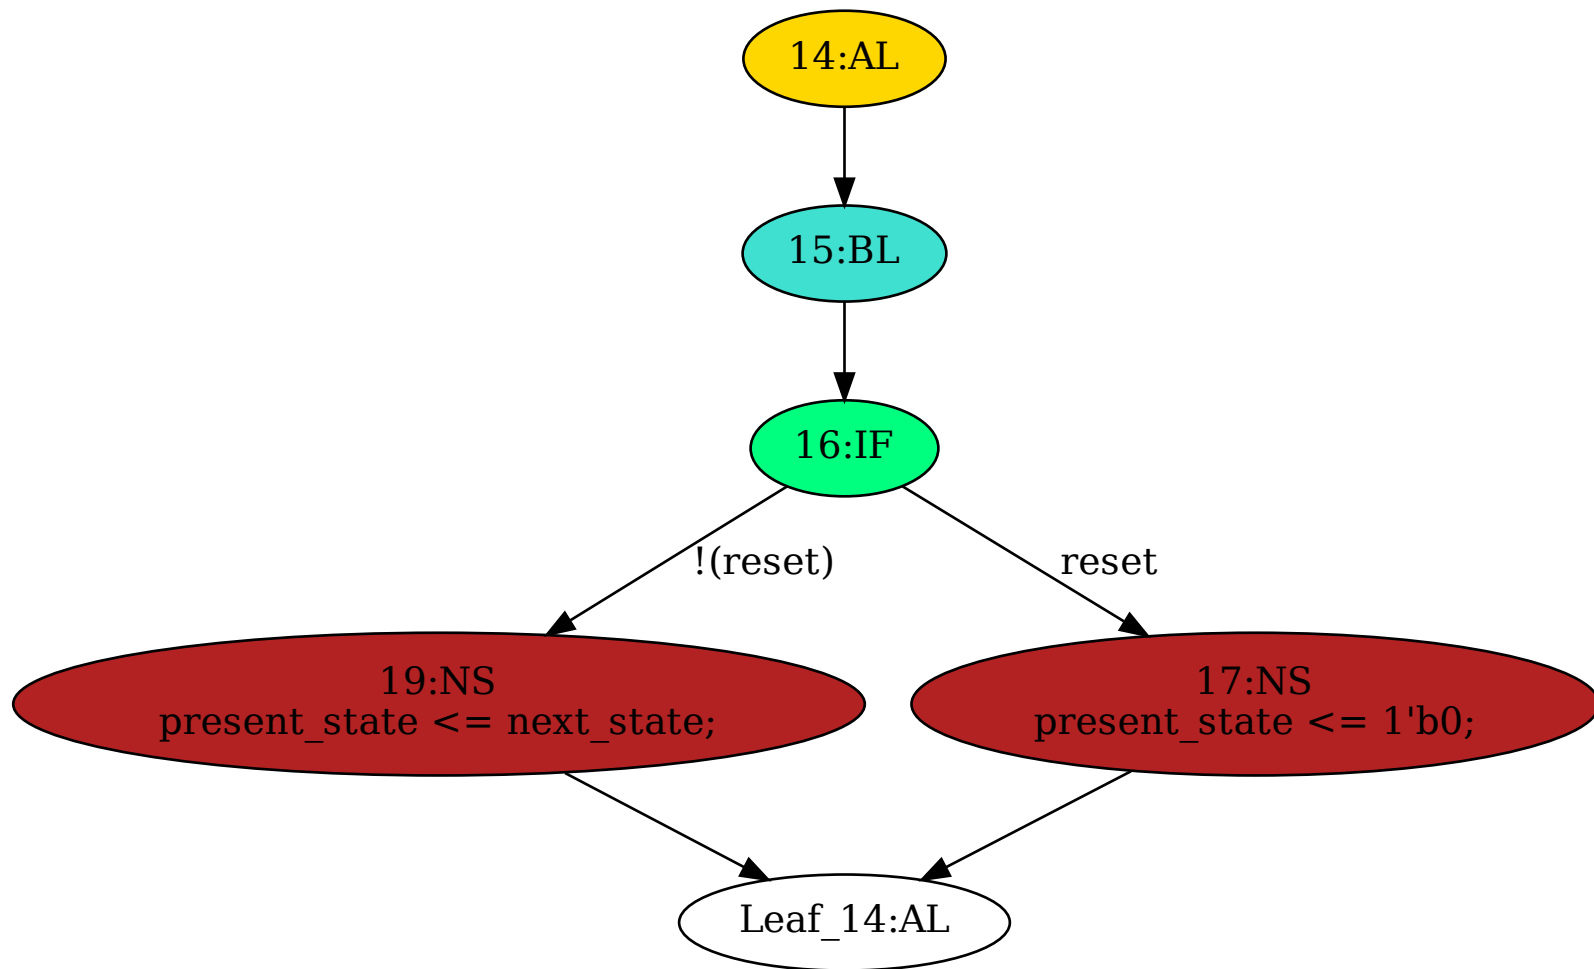 14:AL
15:BL
16:IF
!(reset)
reset
19:NS
present_state <= next_state;
17:NS
present_state <= 1'b0;
Leaf_14:AL